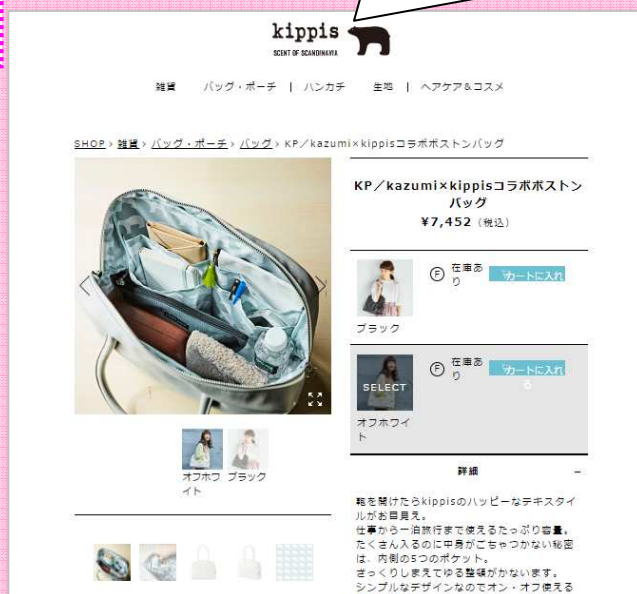 kippis
SCENT OF SCANDINAVIA
雑貨 バッグ・ポーチ | ハンカチ 生地 | ヘアケア&コスメ
SHOP > 雑貨 > バッグ・ポーチ > バッグ > KP／kazumi×kippisコラボボストンバッグ
KP／kazumi×kippisコラボボストン
バッグ
¥7,452（税込）
F 在庫あ
り
カートに入れ
ブラック
SELECT
F 在庫あ
り
カートに入れ
る
オフホワイ
ト
オフホワ
イト
ブラック
詳細 −
鞄を開けたらkippisのハッピーなテキスタイ
ルがお目見え。
仕事から一泊旅行まで使えるたっぷり容量。
たくさん入るのに中身がごちゃつかない秘密
は、内側の5つのポケット。
ざっくりしまえてゆる整頓がかないます。
シンプルなデザインなのでオン・オフ使える